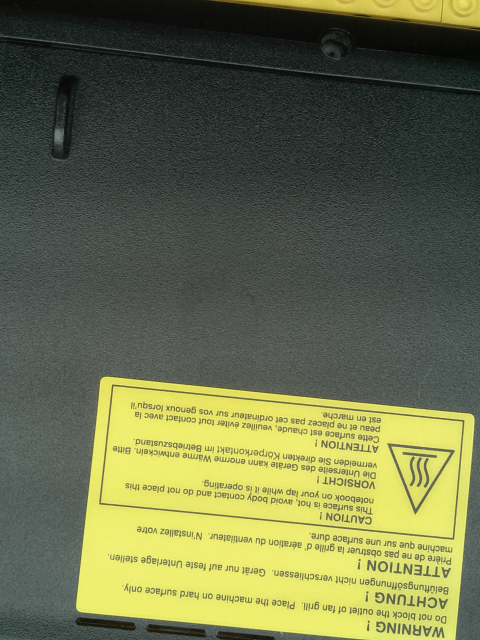 WARNING !
Do not block the outlet of fan grill. Place the machine on hard surface only.
ACHTUNG !
Belüftungsöffnungen nicht verschliessen. Gerät nur auf feste Unterlage stellen.
ATTENTION !
Prière de ne pas obstruer la grille d'aération du ventilateur. N'installez votre
machine que sur une surface dure.
CAUTION !
This surface is hot, avoid body contact and do not place this
notebook on your lap while it is operating.
VORSICHT !
Die Unterseite des Gerätes kann enorme Wärme entwickeln. Bitte
vermeiden Sie direkten Körperkontakt im Betriebszustand.
ATTENTION !
Cette surface est chaude, veuillez éviter tout contact avec la
peau et ne placez pas cet ordinateur sur vos genoux lorsqu'il
est en marche.